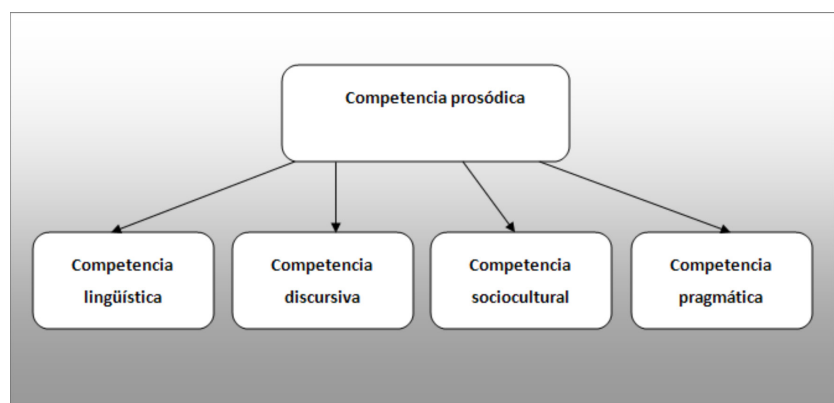 Competencia prosódica
Competencia
lingüística
Competencia
discursiva
Competencia
sociocultural
Competencia
pragmática